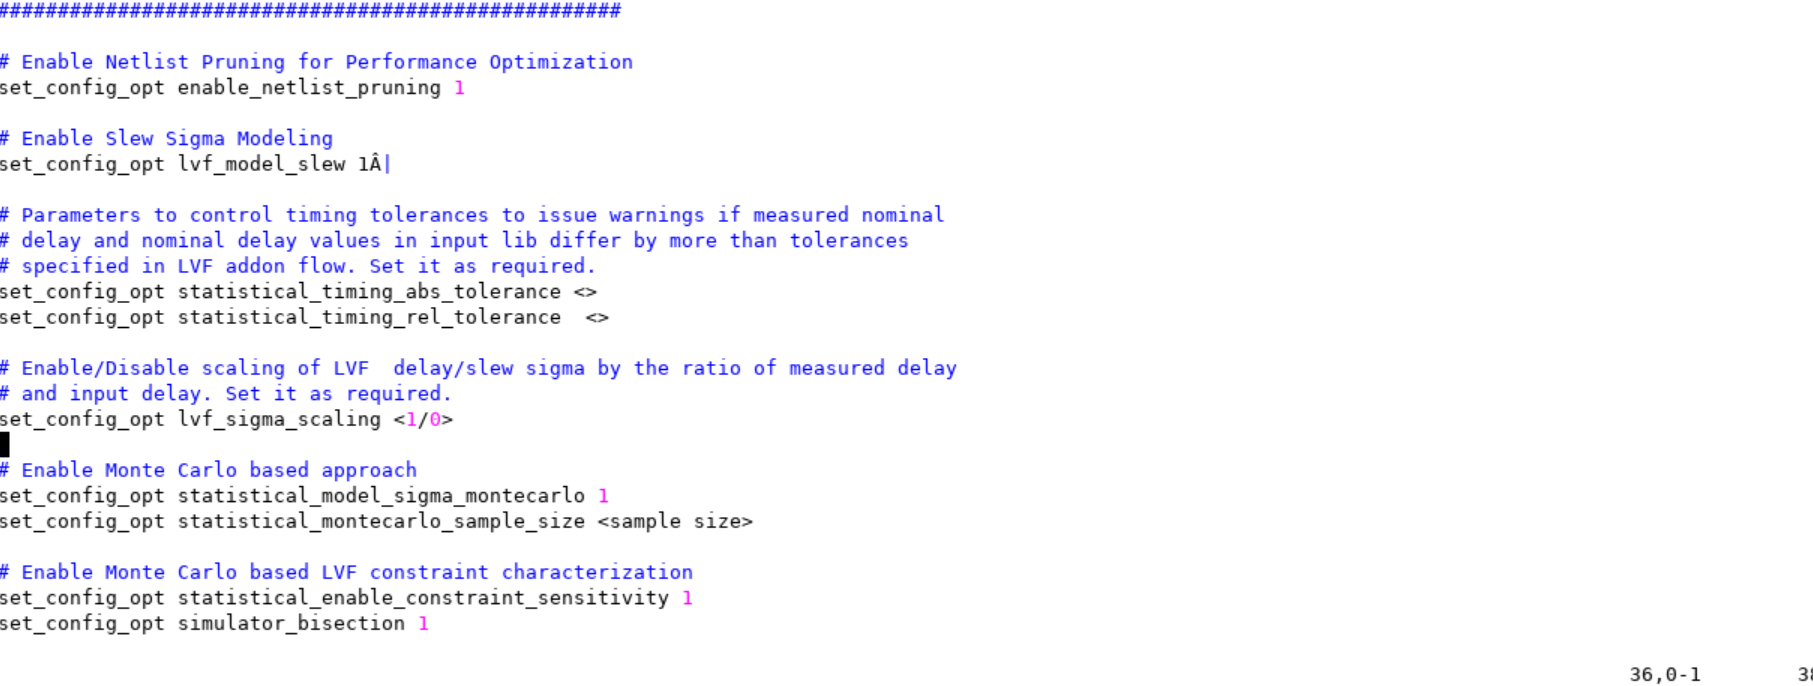 ####################################################
# Enable Netlist Pruning for Performance Optimization
set_config_opt enable_netlist_pruning 1
# Enable Slew Sigma Modeling
set_config_opt lvf_model_slew 1Â|
# Parameters to control timing tolerances to issue warnings if measured nominal
# delay and nominal delay values in input lib differ by more than tolerances
# specified in LVF addon flow. Set it as required.
set_config_opt statistical_timing_abs_tolerance <>
set_config_opt statistical_timing_rel_tolerance  <>
# Enable/Disable scaling of LVF  delay/slew sigma by the ratio of measured delay
# and input delay. Set it as required.
set_config_opt lvf_sigma_scaling <1/0>
# Enable Monte Carlo based approach
set_config_opt statistical_model_sigma_montecarlo 1
set_config_opt statistical_montecarlo_sample_size <sample size>
# Enable Monte Carlo based LVF constraint characterization
set_config_opt statistical_enable_constraint_sensitivity 1
set_config_opt simulator_bisection 1
36,0-1